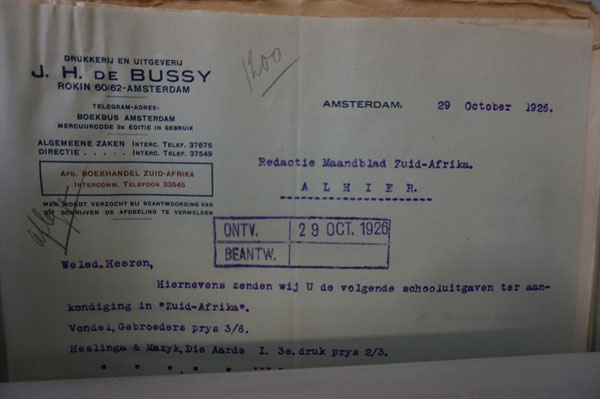 DRUKKERIJ EN UITGEVERIJ
J. H. DE BUSSY
ROKIN 60/62-AMSTERDAM
TELEGRAM-ADRES:
BOEKBUS AMSTERDAM
MERCUURCODE 3E EDITIE IN GEBRUIK
ALGEMEENE ZAKEN INTERC. TELEF. 37675
DIRECTIE . . . . . INTERC. TELEF. 37549
AFD. BOEKHANDEL ZUID-AFRIKA
INTERCOMM. TELEFOON 33545
MEN WORDT VERZOCHT BIJ BEANTWOORDING VAN
DIT SCHRIJVEN DE AFDEELING TE VERMELDEN
1200
AMSTERDAM, 29 October 1926.
Redactie Maandblad Zuid-Afrika.
A L H I E R.
ONTV. 29 OCT. 1926
BEANTW.
Weled.Heeren,
Hiernevens zenden wij U de volgende schooluitgaven ter aan-
kondiging in "Zuid-Afrika".
Vondel, Gebroeders prys 3/6.
Heslinga & Mazyk, Die Aarde I. 3e.druk prys 2/3.